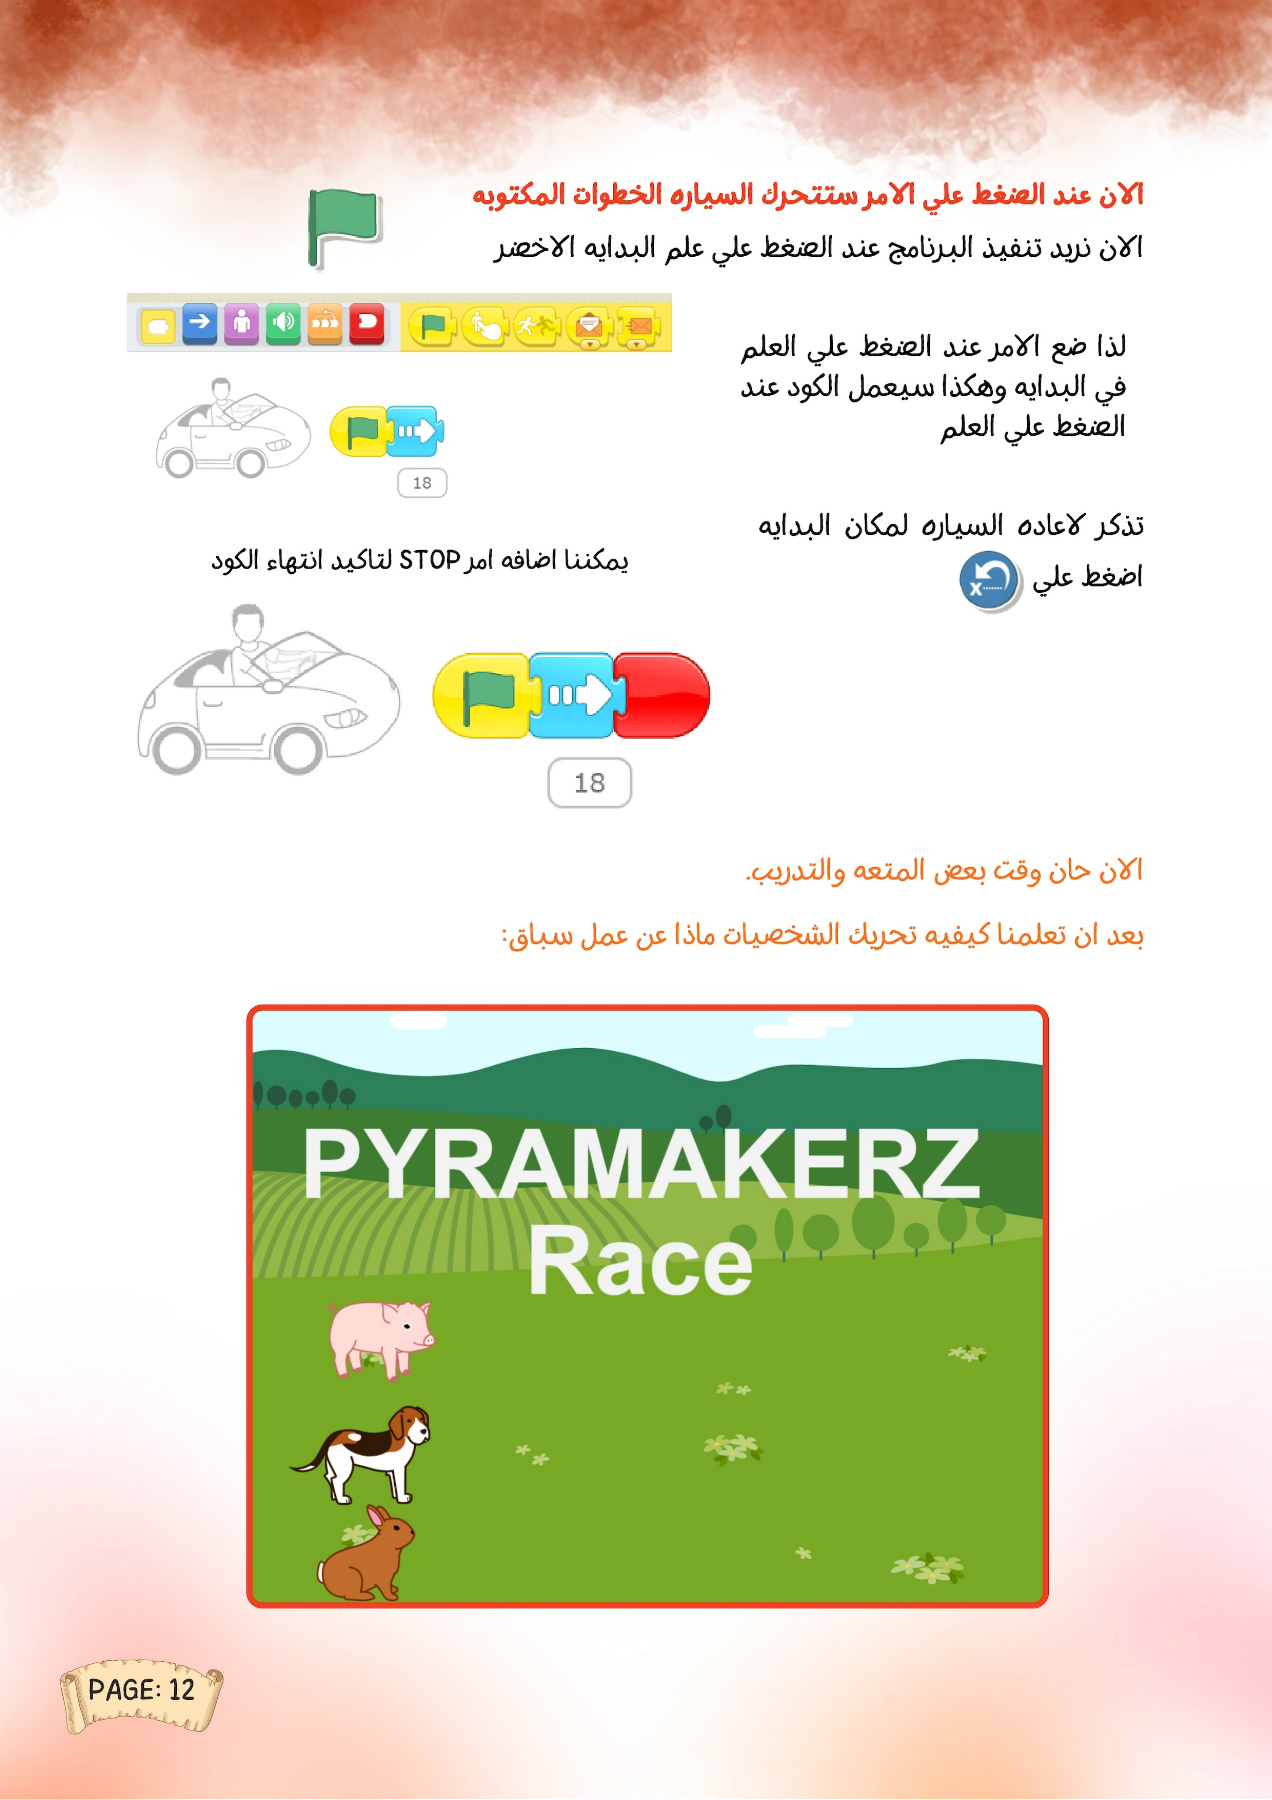 الان عند الضغط علي الامر ستتحرك السياره الخطوات المكتوبه
الان نريد تنفيذ البرنامج عند الضغط علي علم البدايه الاخضر
لذا ضع الامر عند الضغط علي العلم
في البدايه وهكذا سيعمل الكود عند
الضغط علي العلم
18
تذكر لاعاده السياره لمكان البدايه
اضغط علي
x
يمكننا اضافه امر STOP لتاكيد انتهاء الكود
18
الان حان وقت بعض المتعه والتدريب.
بعد ان تعلمنا كيفيه تحريك الشخصيات ماذا عن عمل سباق:
PYRAMAKERZ
Race
PAGE: 12